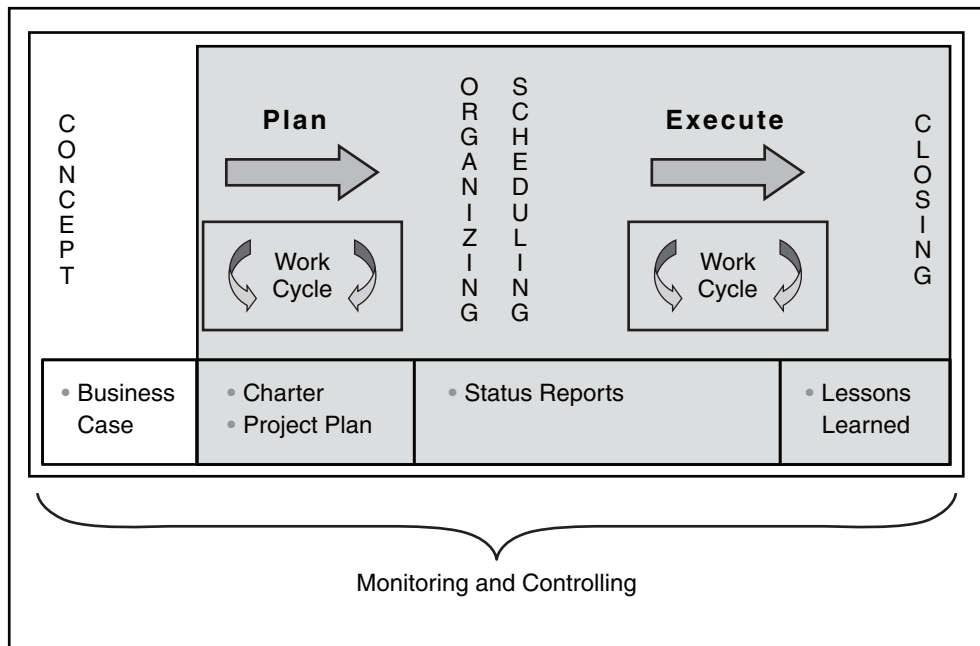 CONCEPT
Plan
Work
Cycle
ORGANIZING
SCHEDULING
Execute
Work
Cycle
CLOSING
• Business
Case
• Charter
• Project Plan
• Status Reports
• Lessons
Learned
Monitoring and Controlling